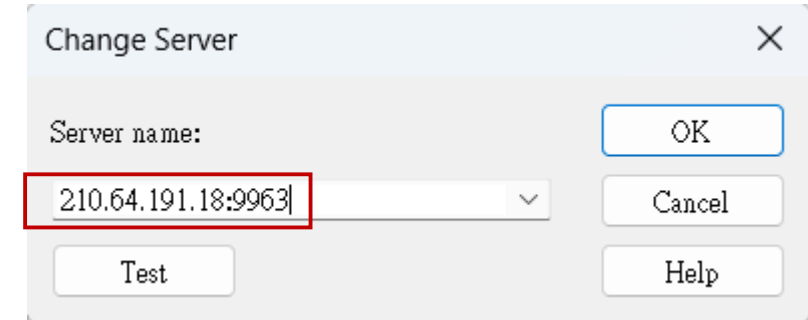 Change Server
Server name:
OK
210.64.191.18:9963
Cancel
Test
Help